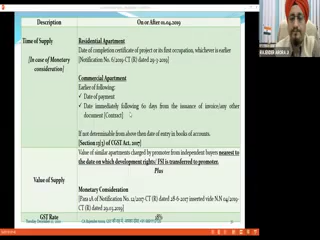 Description
On or After 01.04.2019
Time of Supply
[In case of Monetary
consideration]
Residential Apartment
Date of completion certificate of project or its first occupation, whichever is earlier
[Notification No. 6/2019-CT (R) dated 29-3-2019]
Commercial Apartment
Earlier of following:
✓ Date of payment
✓ Date immediately following 60 days from the issuance of invoice/any other
document [Contract]
If not determinable from above then date of entry in books of accounts.
[Section 13(3) of CGST Act, 2017]
Value of Supply
Value of similar apartments charged by promoter from independent buyers nearest to
the date on which development rights/ FSI is transferred to promoter.
Plus
Monetary Consideration
[Para 2A of Notification No. 12/2017-CT (R) dated 28-6-2017 inserted vide N.N 04/2019-
CT (R) dated 29.03.2019]
GST Rate
18%